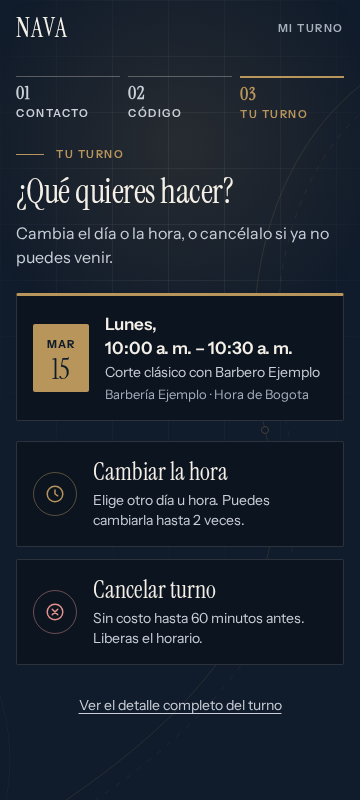 NAVA
MI TURNO
01
CONTACTO
02
CÓDIGO
03
TU TURNO
TU TURNO
¿Qué quieres hacer?
Cambia el día o la hora, o cancélalo si ya no
puedes venir.
MAR
15
Lunes,
10:00 a. m. – 10:30 a. m.
Corte clásico con Barbero Ejemplo
Barbería Ejemplo · Hora de Bogota
Cambiar la hora
Elige otro día u hora. Puedes
cambiarla hasta 2 veces.
Cancelar turno
Sin costo hasta 60 minutos antes.
Liberas el horario.
Ver el detalle completo del turno